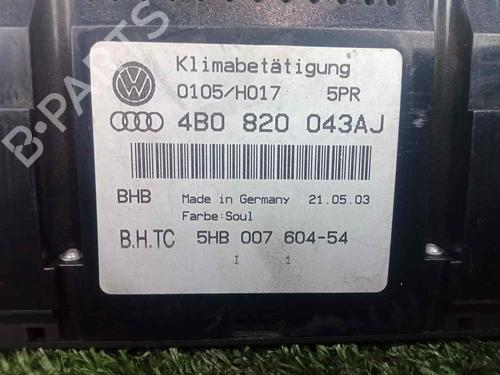 Klimabetätigung
0105/H017 5PR
4B0 820 043AJ
BHB Made in Germany 21.05.03
Farbe:Soul
B.H.TC 5HB 007 604-54
I 1
B-PARTS